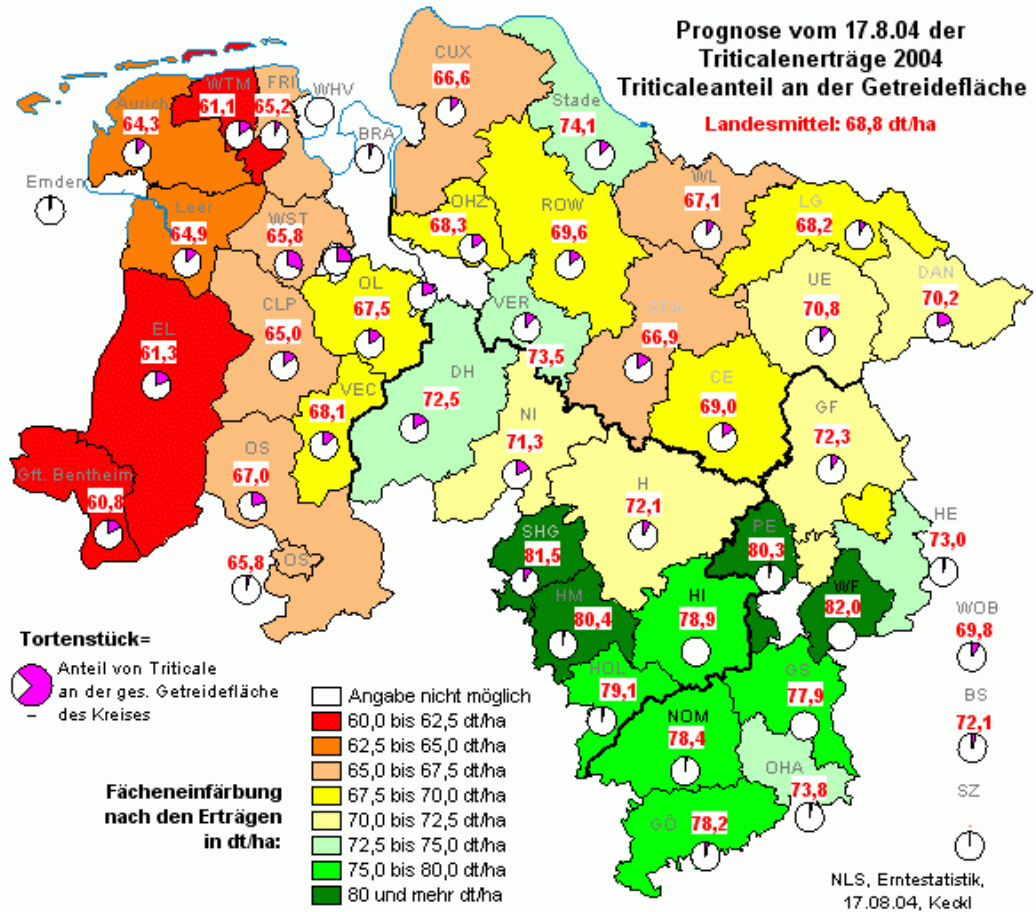 Prognose vom 17.8.04 der
Triticalenerträge 2004
Triticaleanteil an der Getreidefläche
Landesmittel: 68,8 dt/ha
CUX
66,6
WTM
61,1
FRI
65,2
WHV
Aurich
64,3
Stade
74,1
BRA
Emden
Leer
64,9
WST
65,8
OHZ
68,3
ROW
69,6
WL
67,1
LG
68,2
EL
61,3
CLP
65,0
OL
67,5
VER
73,5
SFA
66,9
UE
70,8
DAN
70,2
VEC
68,1
DH
72,5
NI
71,3
CE
69,0
GF
72,3
Gft. Bentheim
60,8
OS
67,0
H
72,1
OS
65,8
SHG
81,5
PE
80,3
HE
73,0
HM
80,4
HI
78,9
WF
82,0
WOB
69,8
HOL
79,1
GS
77,9
BS
72,1
NOM
78,4
OHA
73,8
SZ
GÖ
78,2
Tortenstück=
Anteil von Triticale
an der ges. Getreidefläche
des Kreises
Fächeneinfärbung
nach den Erträgen
in dt/ha:
Angabe nicht möglich
60,0 bis 62,5 dt/ha
62,5 bis 65,0 dt/ha
65,0 bis 67,5 dt/ha
67,5 bis 70,0 dt/ha
70,0 bis 72,5 dt/ha
72,5 bis 75,0 dt/ha
75,0 bis 80,0 dt/ha
80 und mehr dt/ha
NLS, Erntestatistik,
17.08.04, Keckl